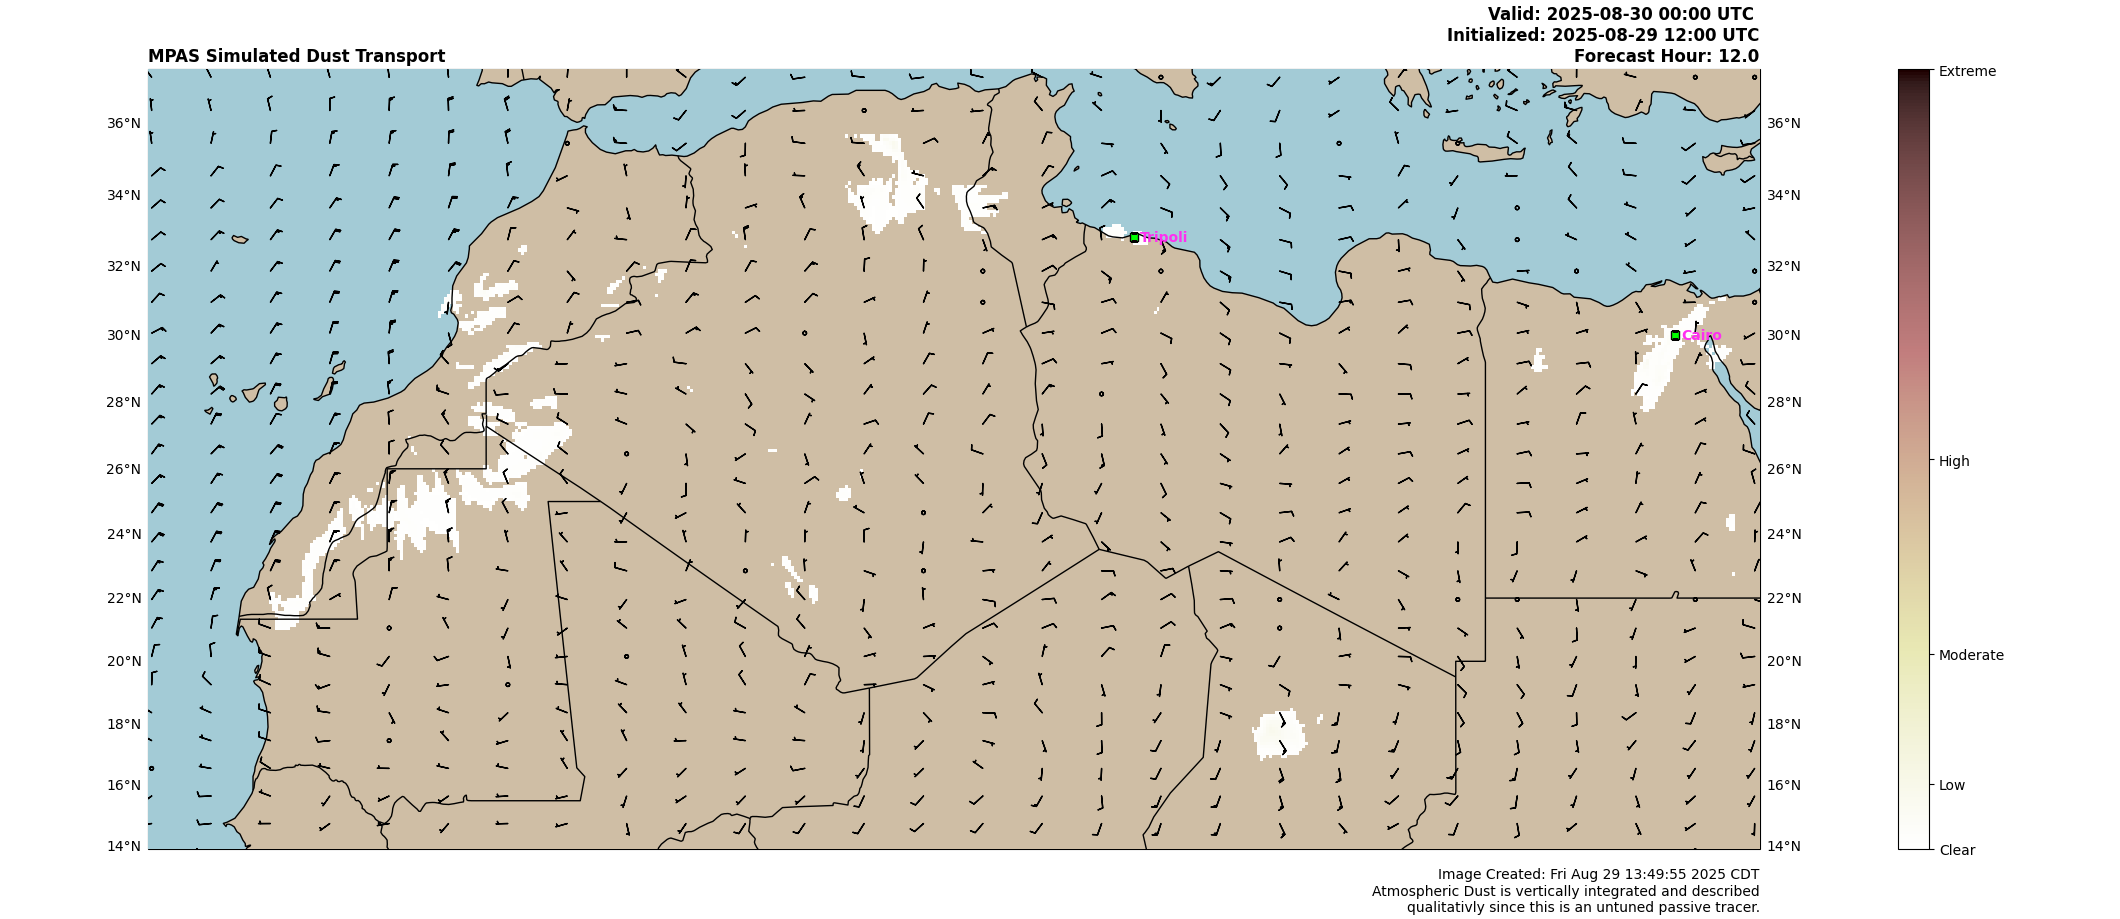 Valid: 2025-08-30 00:00 UTC
Initialized: 2025-08-29 12:00 UTC
MPAS Simulated Dust Transport
Forecast Hour: 12.0
Extreme
36°N
36°N
34°N
34°N
Tripoli
32°N
32°N
30°N
Cairo
30°N
28°N
28°N
26°N
26°N
High
24°N
24°N
22°N
22°N
20°N
20°N
Moderate
18°N
18°N
16°N
16°N
Low
14°N
14°N
Clear
Image Created: Fri Aug 29 13:49:55 2025 CDT
Atmospheric Dust is vertically integrated and described
qualitativly since this is an untuned passive tracer.